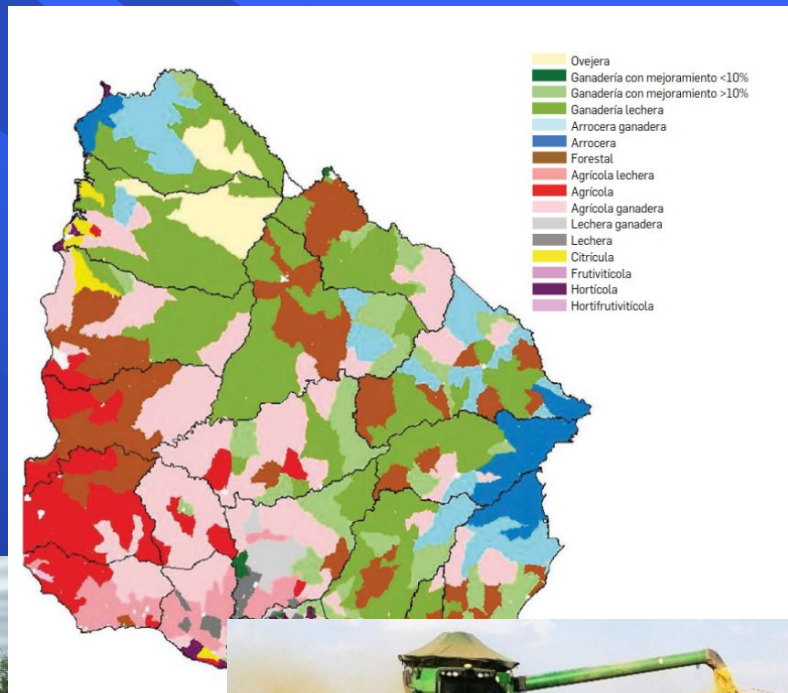 Ovejera
Ganadería con mejoramiento <10%
Ganadería con mejoramiento >10%
Ganadería lechera
Arrocera ganadera
Arrocera
Forestal
Agrícola lechera
Agrícola
Agrícola ganadera
Lechera ganadera
Lechera
Citrícula
Frutivitícola
Hortícola
Hortifrutivitícola